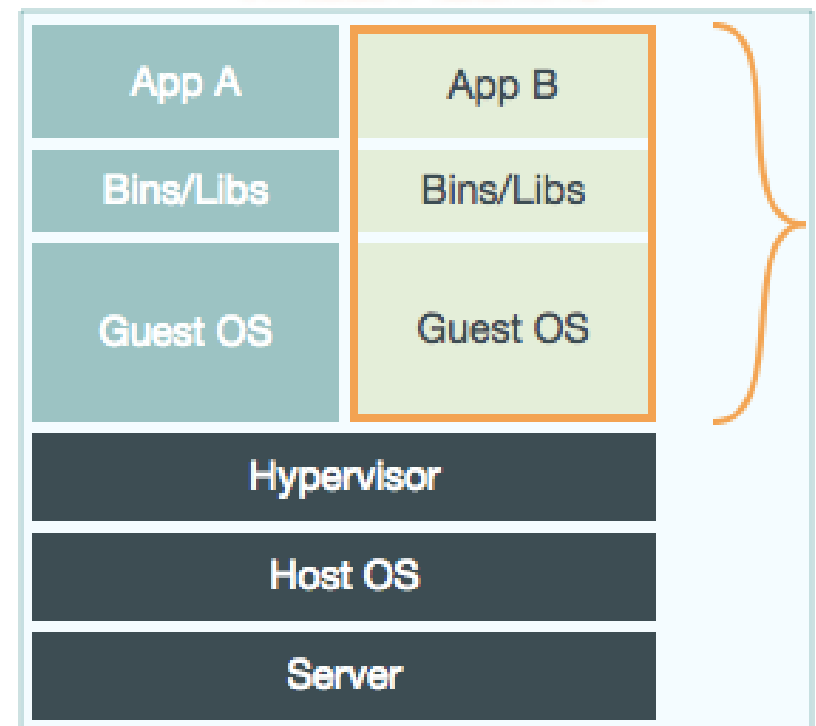 App A
App B
Bins/Libs
Bins/Libs
Guest OS
Guest OS
Hypervisor
Host OS
Server